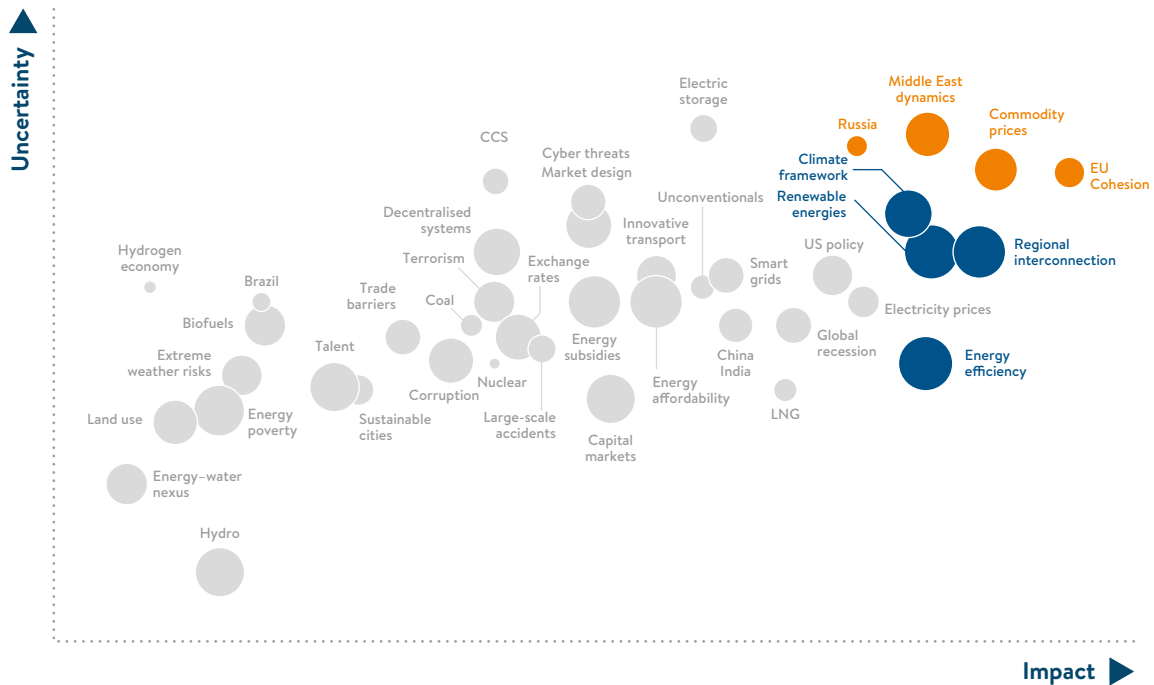 Uncertainty
Electric
storage
Middle East
dynamics
Commodity
prices
Russia
CCS
Cyber threats
Market design
Climate
framework
EU
Cohesion
Unconventionals
Renewable
energies
Decentralised
systems
Innovative
transport
US policy
Regional
interconnection
Hydrogen
economy
Terrorism
Exchange
rates
Smart
grids
Brazil
Trade
barriers
Coal
Electricity prices
Biofuels
Talent
Energy
subsidies
Global
recession
Extreme
weather risks
China
India
Energy
efficiency
Nuclear
Corruption
Energy
affordability
Land use
Energy
poverty
Sustainable
cities
Large-scale
accidents
LNG
Capital
markets
Energy–water
nexus
Hydro
Impact